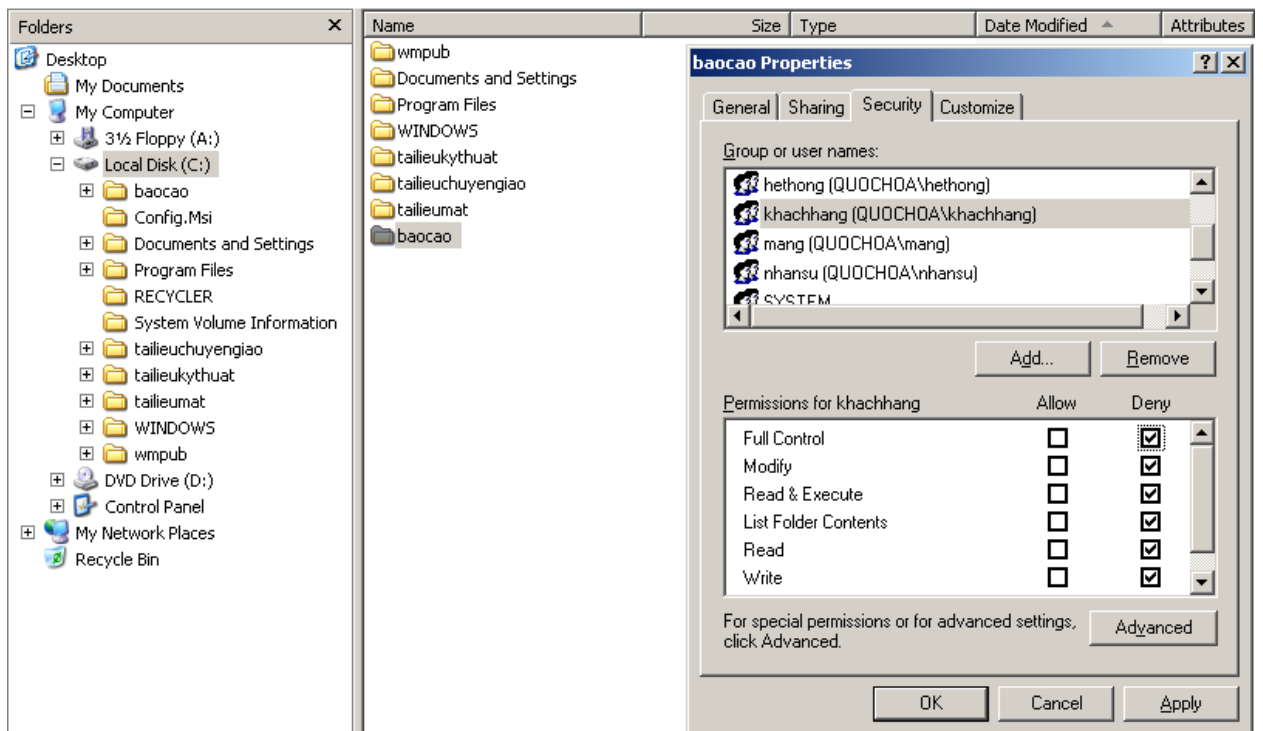 Folders
Desktop
My Documents
My Computer
3½ Floppy (A:)
Local Disk (C:)
baocao
Config.Msi
Documents and Settings
Program Files
RECYCLER
System Volume Information
tailieuchuyengiao
tailieukythuat
tailieumat
WINDOWS
wmpub
DVD Drive (D:)
Control Panel
My Network Places
Recycle Bin
Name Size Type Date Modified Attributes
wmpub
Documents and Settings
Program Files
WINDOWS
tailieukythuat
tailieuchuyengiao
tailieumat
baocao
baocao Properties
General Sharing Security Customize
Group or user names:
hethong (QUOCHOA\hethong)
khachhang (QUOCHOA\khachhang)
mang (QUOCHOA\mang)
nhansu (QUOCHOA\nhansu)
SYSTEM
Add... Remove
Permissions for khachhang Allow Deny
Full Control
Modify
Read & Execute
List Folder Contents
Read
Write
For special permissions or for advanced settings,
click Advanced.
Advanced
OK Cancel Apply